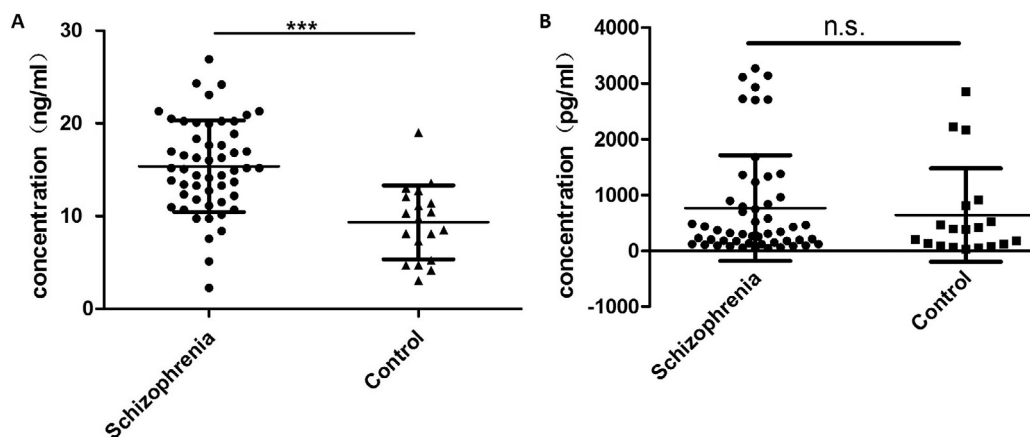 A
***
concentration（ng/ml）
30
20
10
0
Schizophrenia
Control
B
n.s.
concentration（pg/ml）
4000
3000
2000
1000
0
-1000
Schizophrenia
Control